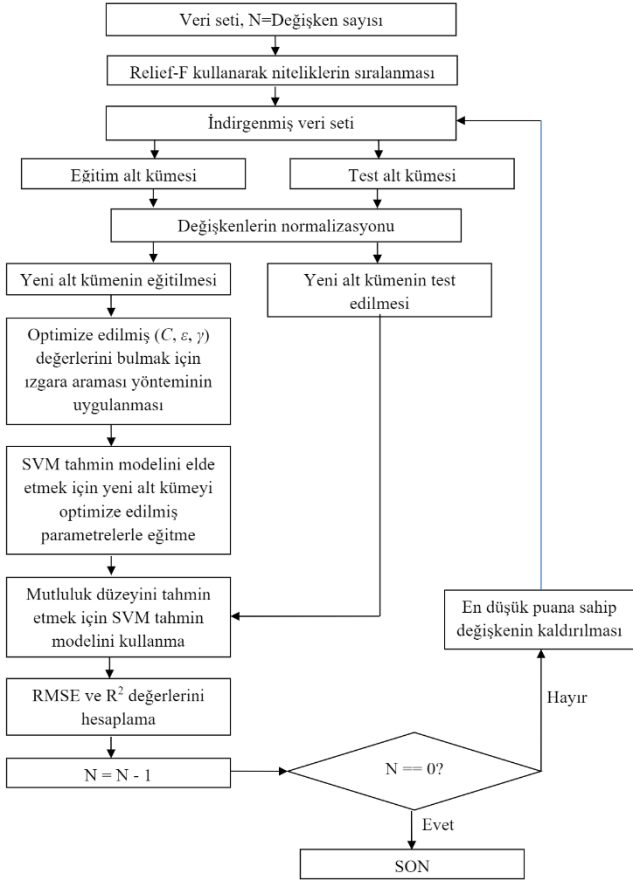 Veri seti, N=Değişken sayısı
Relief-F kullanarak niteliklerin sıralanması
İndirgenmiş veri seti
Eğitim alt kümesi
Test alt kümesi
Değişkenlerin normalizasyonu
Yeni alt kümenin eğitilmesi
Yeni alt kümenin test
edilmesi
Optimize edilmiş (C, ε, γ)
değerlerini bulmak için
ızgara araması yönteminin
uygulanması
SVM tahmin modelini elde
etmek için yeni alt kümeyi
optimize edilmiş
parametrelerle eğitme
Mutluluk düzeyini tahmin
etmek için SVM tahmin
modelini kullanma
En düşük puana sahip
değişkenin kaldırılması
RMSE ve R² değerlerini
hesaplama
Hayır
N = N - 1
N == 0?
Evet
SON